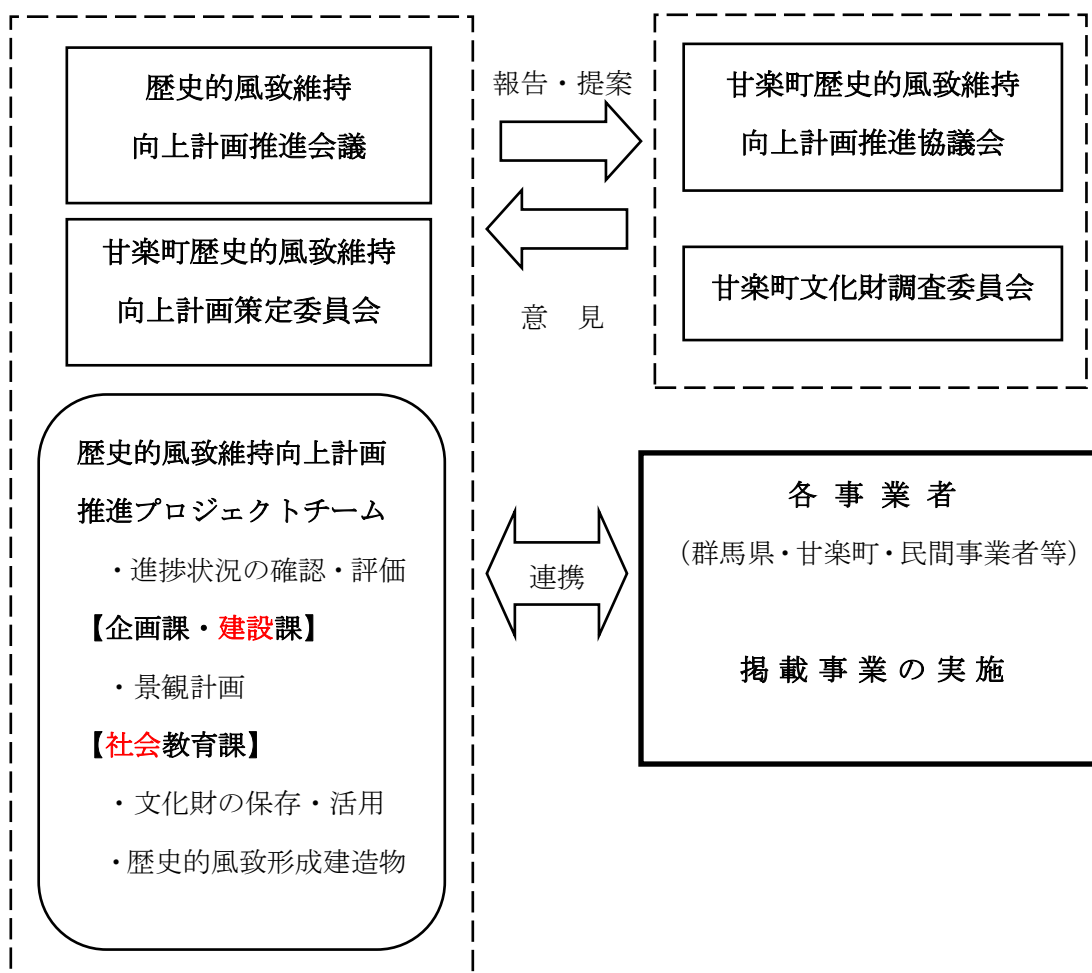 歴史的風致維持
向上計画推進会議
甘楽町歴史的風致維持
向上計画策定委員会
歴史的風致維持向上計画
推進プロジェクトチーム
・進捗状況の確認・評価
【企画課・建設課】
・景観計画
【社会教育課】
・文化財の保存・活用
・歴史的風致形成建造物
報告・提案
意　見
連携
甘楽町歴史的風致維持
向上計画推進協議会
甘楽町文化財調査委員会
各 事 業 者
（群馬県・甘楽町・民間事業者等）
掲 載 事 業 の 実 施